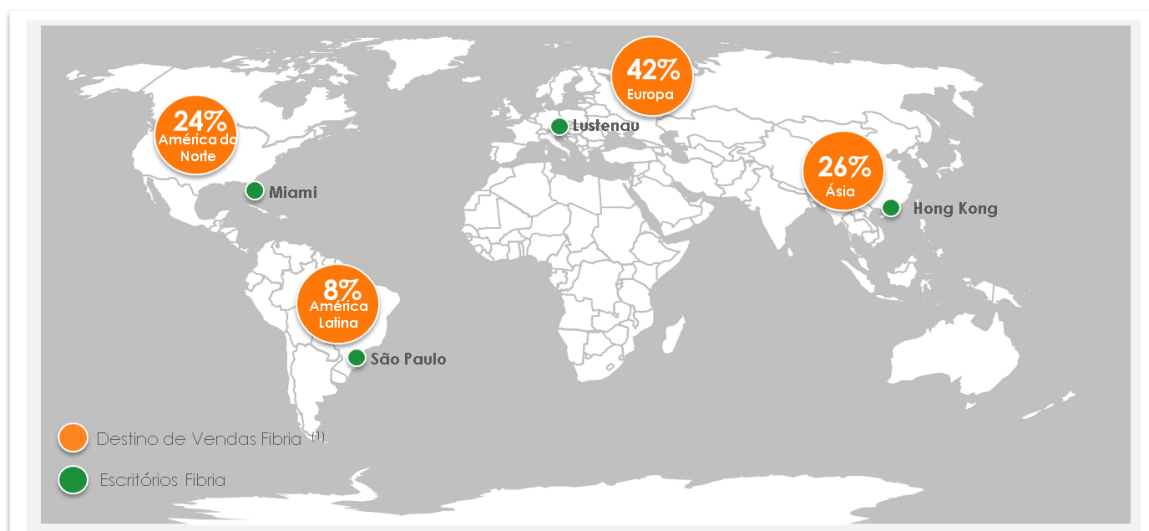 42%
Europa
Lustenau
24%
América do
Norte
Miami
26%
Ásia
Hong Kong
8%
América
Latina
São Paulo
Destino de Vendas Fibria (1)
Escritórios Fibria